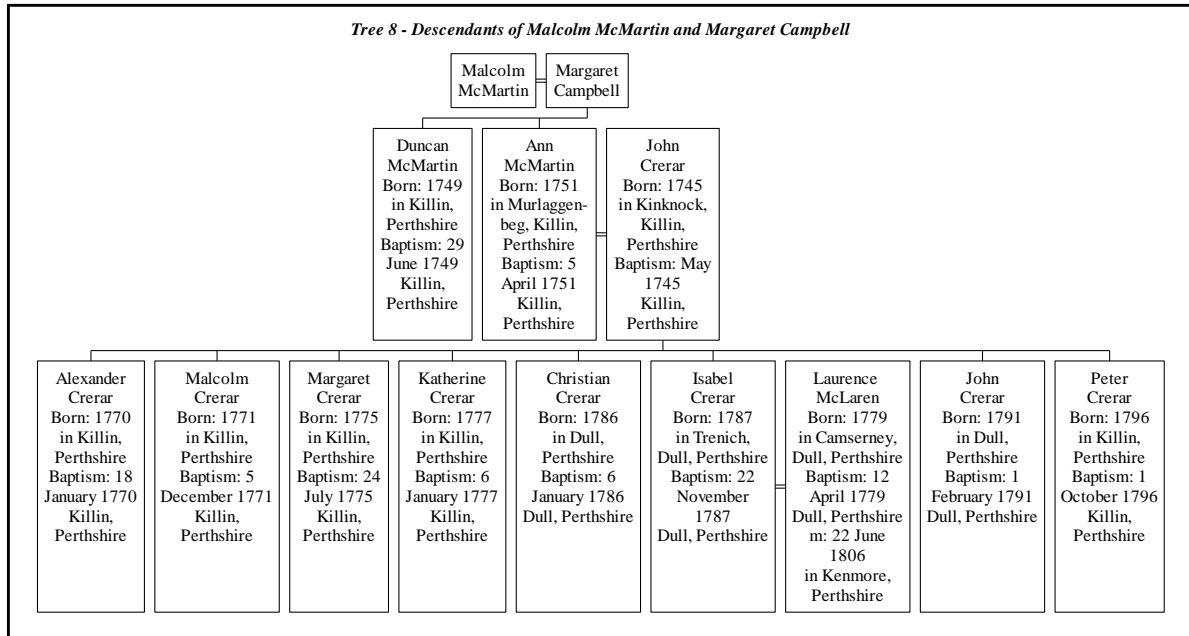 Tree 8 - Descendants of Malcolm McMartin and Margaret Campbell
Malcolm
McMartin
Margaret
Campbell
Duncan
McMartin
Born: 1749
in Killin,
Perthshire
Baptism: 29
June 1749
Killin,
Perthshire
Ann
McMartin
Born: 1751
in Murlaggen-
beg, Killin,
Perthshire
Baptism: 5
April 1751
Killin,
Perthshire
John
Crerar
Born: 1745
in Kinknock,
Killin,
Perthshire
Baptism: May
1745
Killin,
Perthshire
Alexander
Crerar
Born: 1770
in Killin,
Perthshire
Baptism: 18
January 1770
Killin,
Perthshire
Malcolm
Crerar
Born: 1771
in Killin,
Perthshire
Baptism: 5
December 1771
Killin,
Perthshire
Margaret
Crerar
Born: 1775
in Killin,
Perthshire
Baptism: 24
July 1775
Killin,
Perthshire
Katherine
Crerar
Born: 1777
in Killin,
Perthshire
Baptism: 6
January 1777
Killin,
Perthshire
Christian
Crerar
Born: 1786
in Dull,
Perthshire
Baptism: 6
January 1786
Dull, Perthshire
Isabel
Crerar
Born: 1787
in Trenich,
Dull, Perthshire
Baptism: 22
November
1787
Dull, Perthshire
Laurence
McLaren
Born: 1779
in Camserney,
Dull, Perthshire
Baptism: 12
April 1779
Dull, Perthshire
m: 22 June
1806
in Kenmore,
Perthshire
John
Crerar
Born: 1791
in Dull,
Perthshire
Baptism: 1
February 1791
Dull, Perthshire
Peter
Crerar
Born: 1796
in Killin,
Perthshire
Baptism: 1
October 1796
Killin,
Perthshire